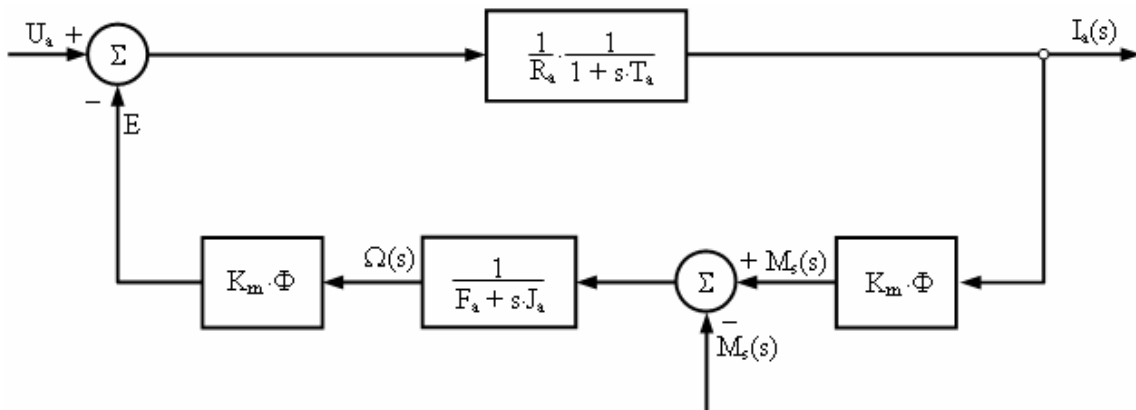 Uₐ +
Σ
1/Rₐ · 1/(1 + s·Tₐ)
Iₐ(s)
−
E
Kₘ·Φ
Ω(s)
1/(Fₐ + s·Jₐ)
Σ
+ Mₛ(s)
Kₘ·Φ
−
Mₛ(s)